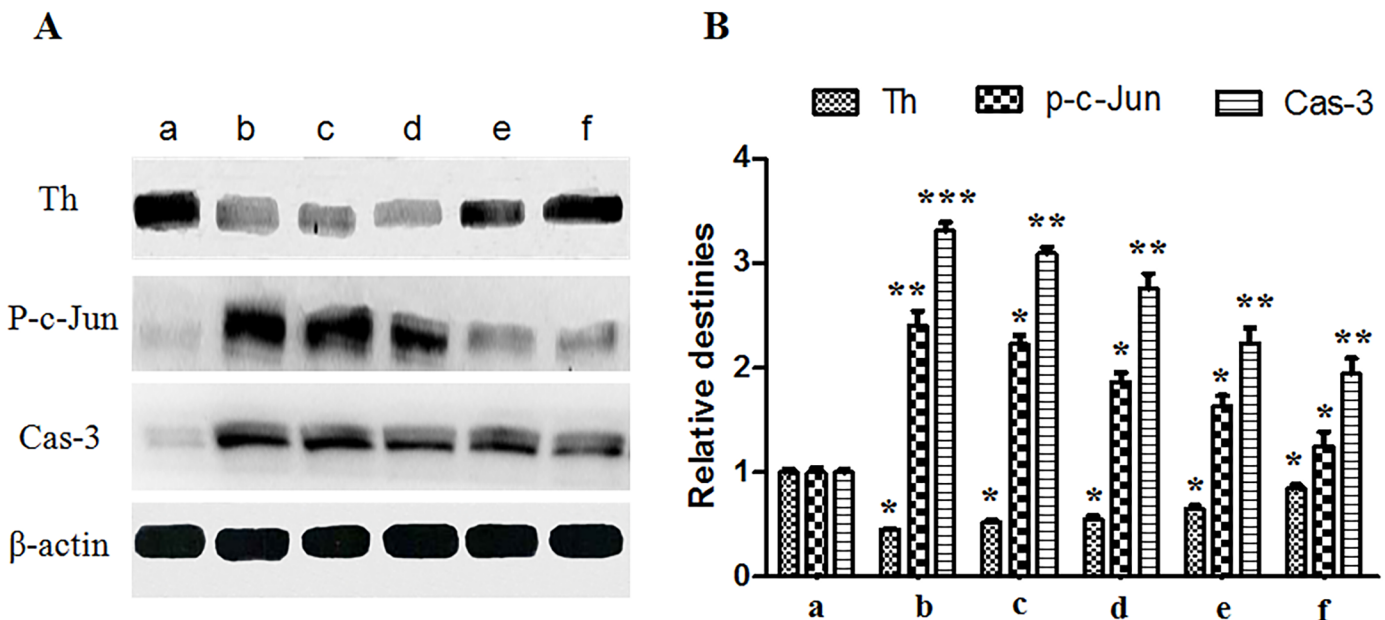 A
B
a b c d e f
Th
P-c-Jun
Cas-3
β-actin
Th p-c-Jun Cas-3
Relative destinies
4
3
2
1
0
* ** ***
* * **
* * **
* * **
* * **
a b c d e f